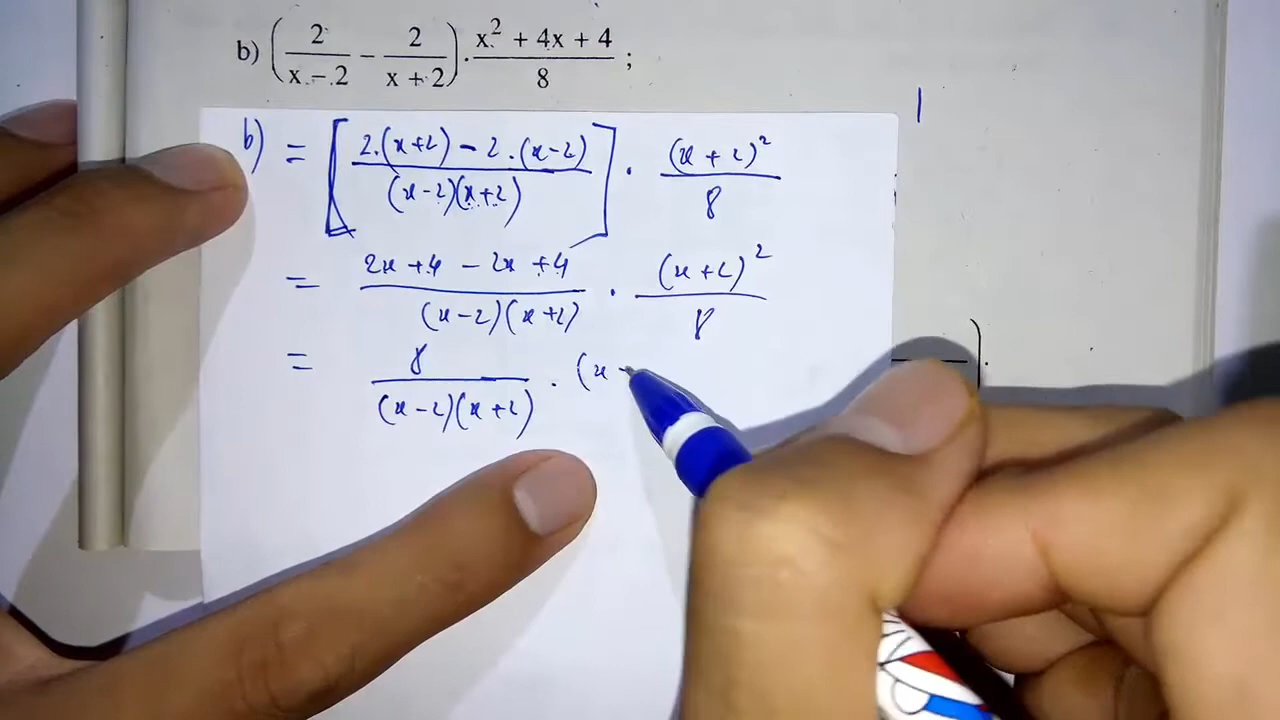 b) (2/(x - 2) - 2/(x + 2)) . (x² + 4x + 4)/8 ;
b) = [(2.(x+2) - 2.(x-2))/((x-2)(x+2))] . (x + 2)²/8
= (2x + 4 - 2x + 4)/((x-2)(x+2)) . (x+2)²/8
= 8/((x-2)(x+2)) . (x -